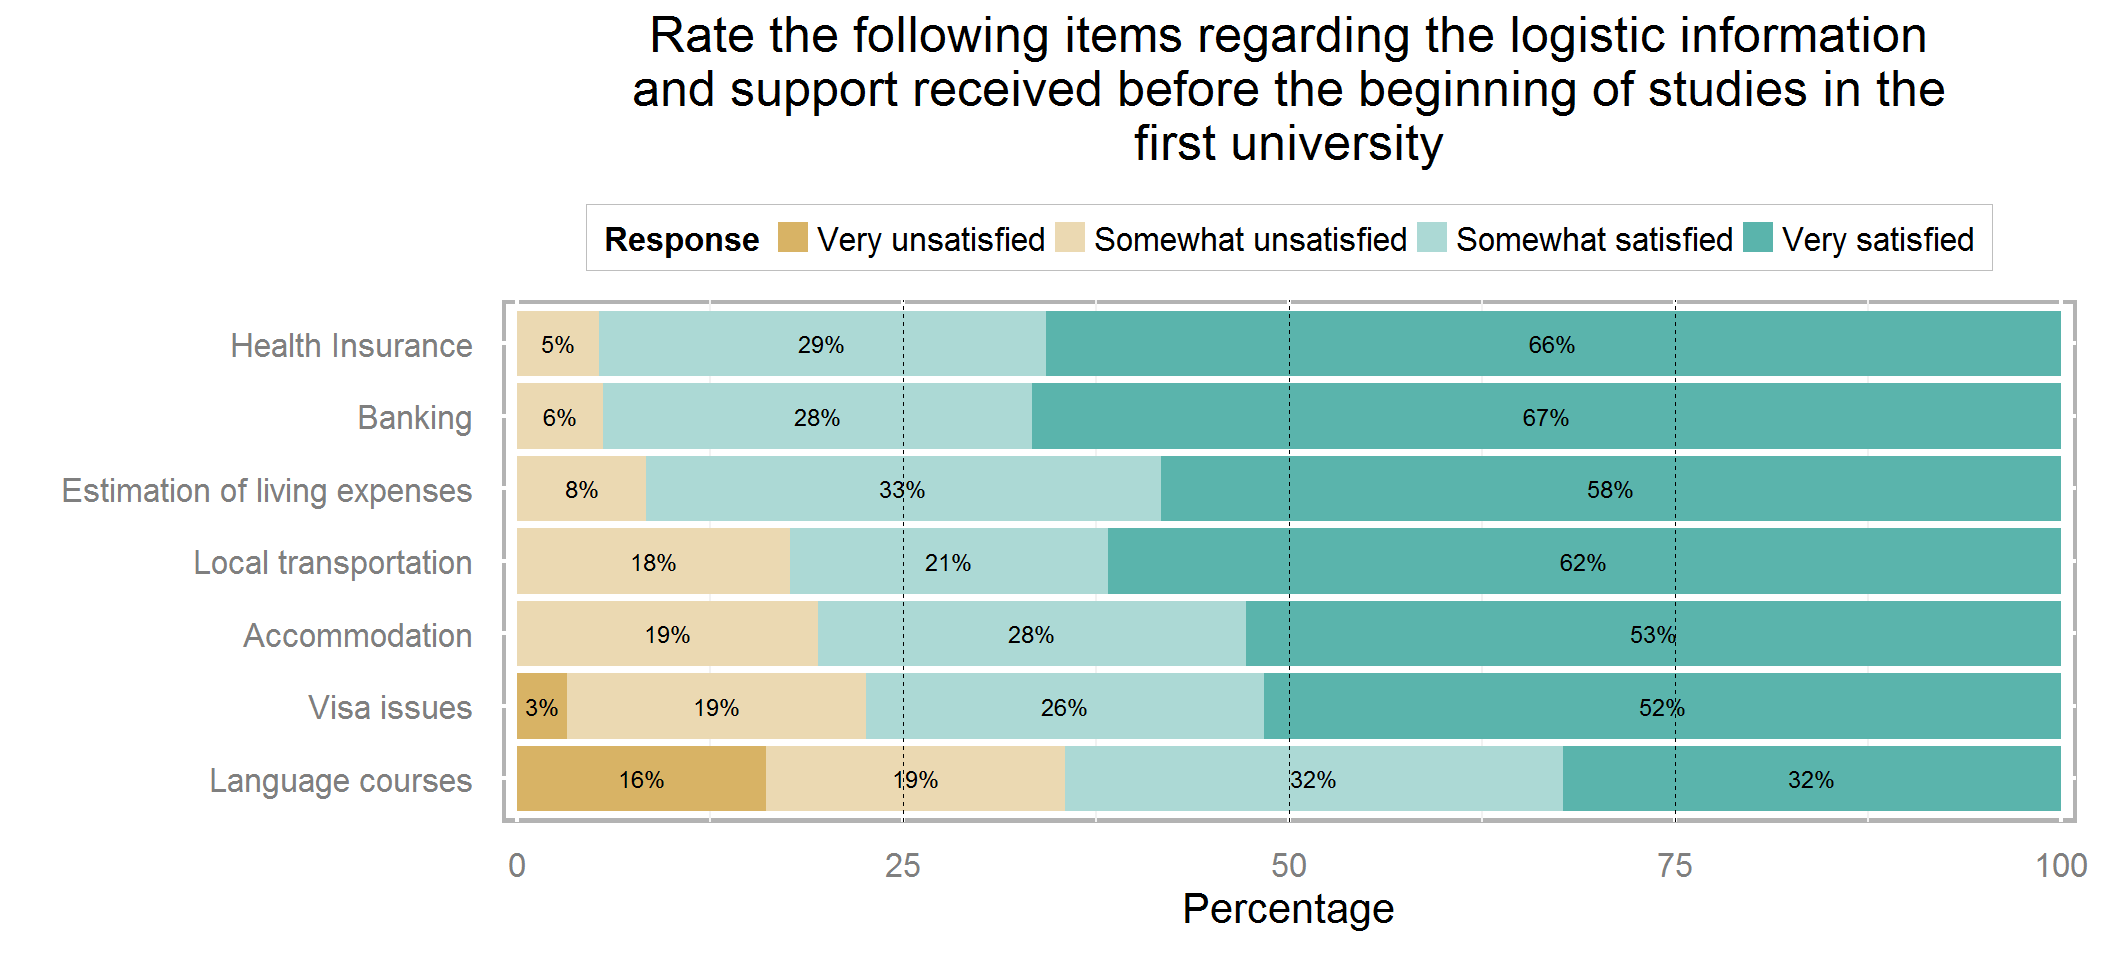 Rate the following items regarding the logistic information
and support received before the beginning of studies in the
first university
Response Very unsatisfied Somewhat unsatisfied Somewhat satisfied Very satisfied
Health Insurance 5% 29% 66%
Banking 6% 28% 67%
Estimation of living expenses 8% 33% 58%
Local transportation 18% 21% 62%
Accommodation 19% 28% 53%
Visa issues 3% 19% 26% 52%
Language courses 16% 19% 32% 32%
0 25 50 75 100
Percentage